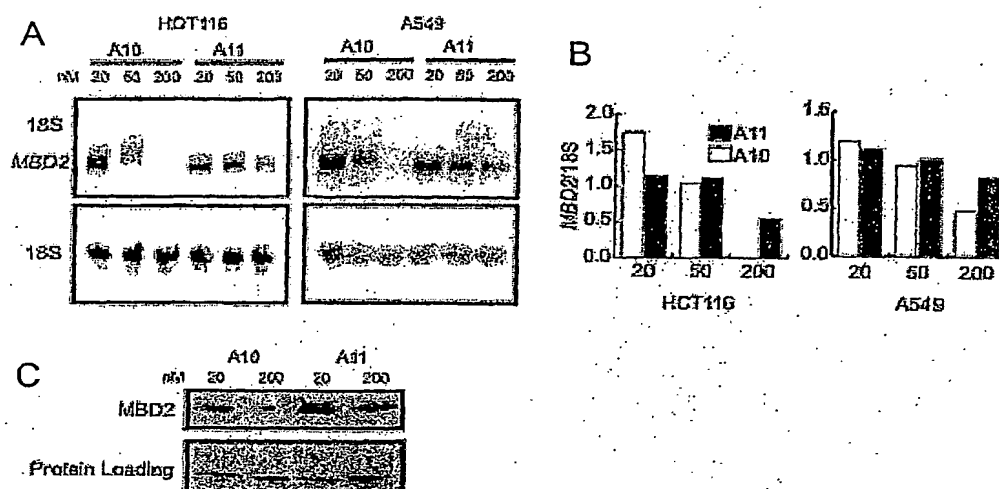 A
HCT116
A549
A10 A11
A10 A11
nM 20 50 200 20 50 200
20 50 200 20 50 200
18S
MBD2
18S
B
MBD2/18S
2.0
1.5
1.0
0.5
0.0
A11
A10
20 50 200
HCT116
1.5
1.0
0.5
0.0
20 50 200
A549
C
A10 A11
nM 20 200 20 200
MBD2
Protein Loading